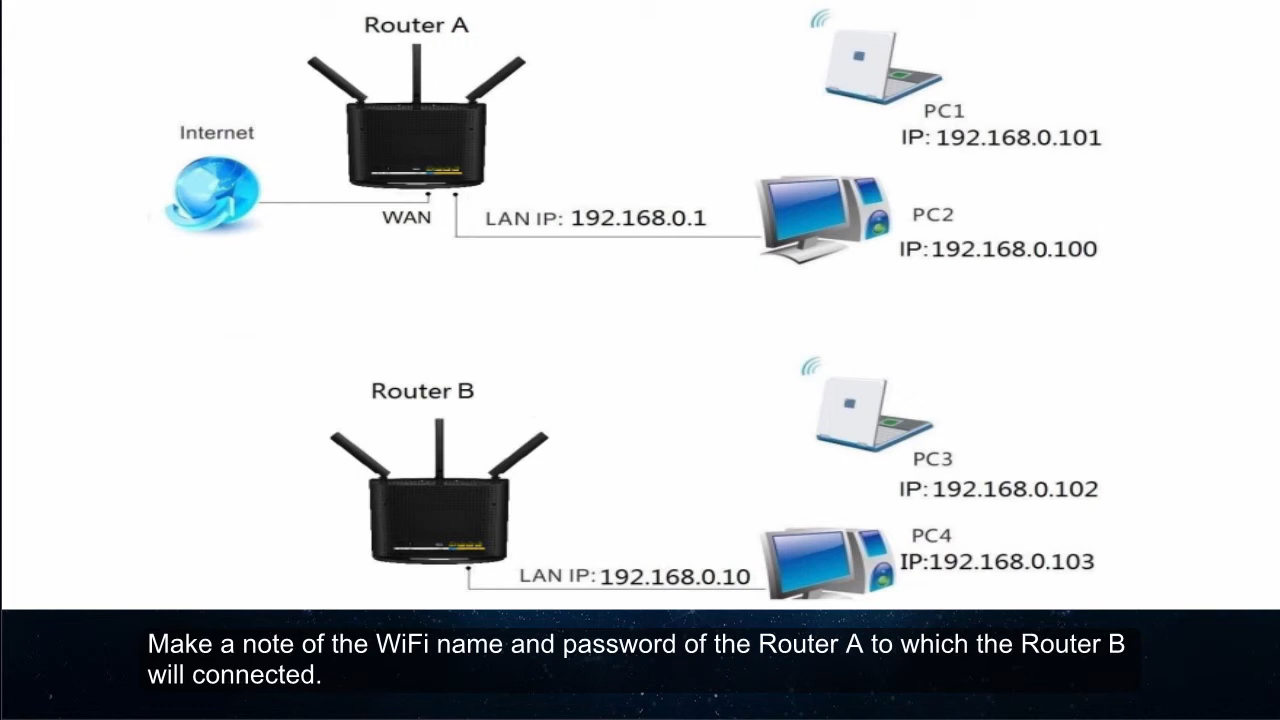 Router A
Internet
WAN
LAN IP: 192.168.0.1
PC1
IP: 192.168.0.101
PC2
IP:192.168.0.100
Router B
LAN IP: 192.168.0.10
PC3
IP: 192.168.0.102
PC4
IP:192.168.0.103
Make a note of the WiFi name and password of the Router A to which the Router B
will connected.